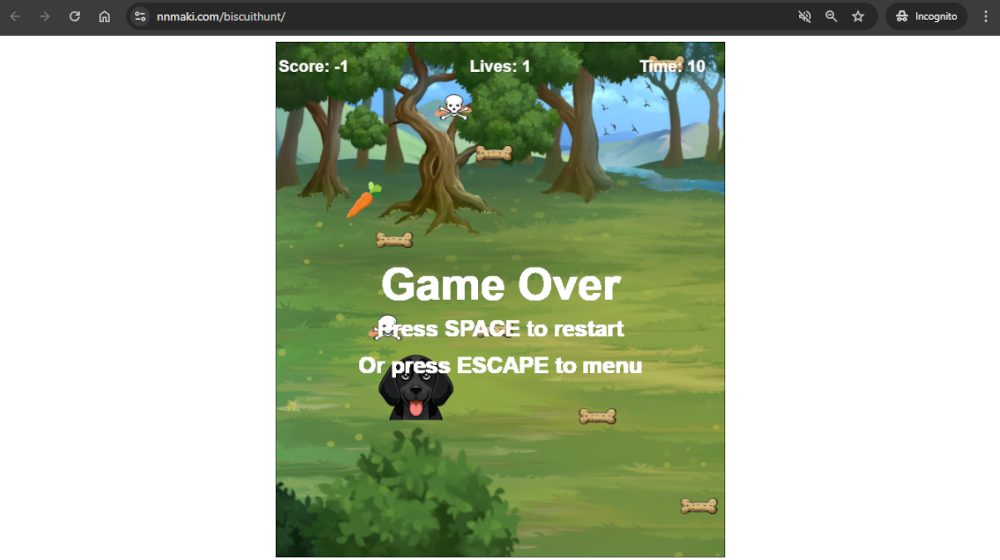 nnmaki.com/biscuithunt/
Incognito
Score: -1
Lives: 1
Time: 10
Game Over
Press SPACE to restart
Or press ESCAPE to menu